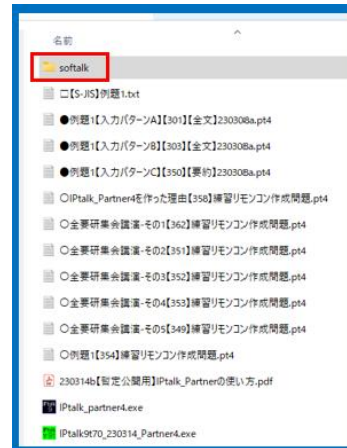 名前
softalk
□【S-JIS】例題1.txt
●例題1【入力パターンA】【301】【全文】230308a.pt4
●例題1【入力パターンB】【303】【全文】230308a.pt4
●例題1【入力パターンC】【350】【要約】230308a.pt4
○IPtalk_Partner4を作った理由【358】練習リモンコン作成問題.pt4
○全要研集会講演-その1【362】練習リモンコン作成問題.pt4
○全要研集会講演-その2【351】練習リモンコン作成問題.pt4
○全要研集会講演-その3【352】練習リモンコン作成問題.pt4
○全要研集会講演-その4【353】練習リモンコン作成問題.pt4
○全要研集会講演-その5【349】練習リモンコン作成問題.pt4
○例題1【354】練習リモンコン作成問題.pt4
230314b【暫定公開用】IPtalk_Partnerの使い方.pdf
IPtalk_partner4.exe
IPtalk9t70_230314_Partner4.exe